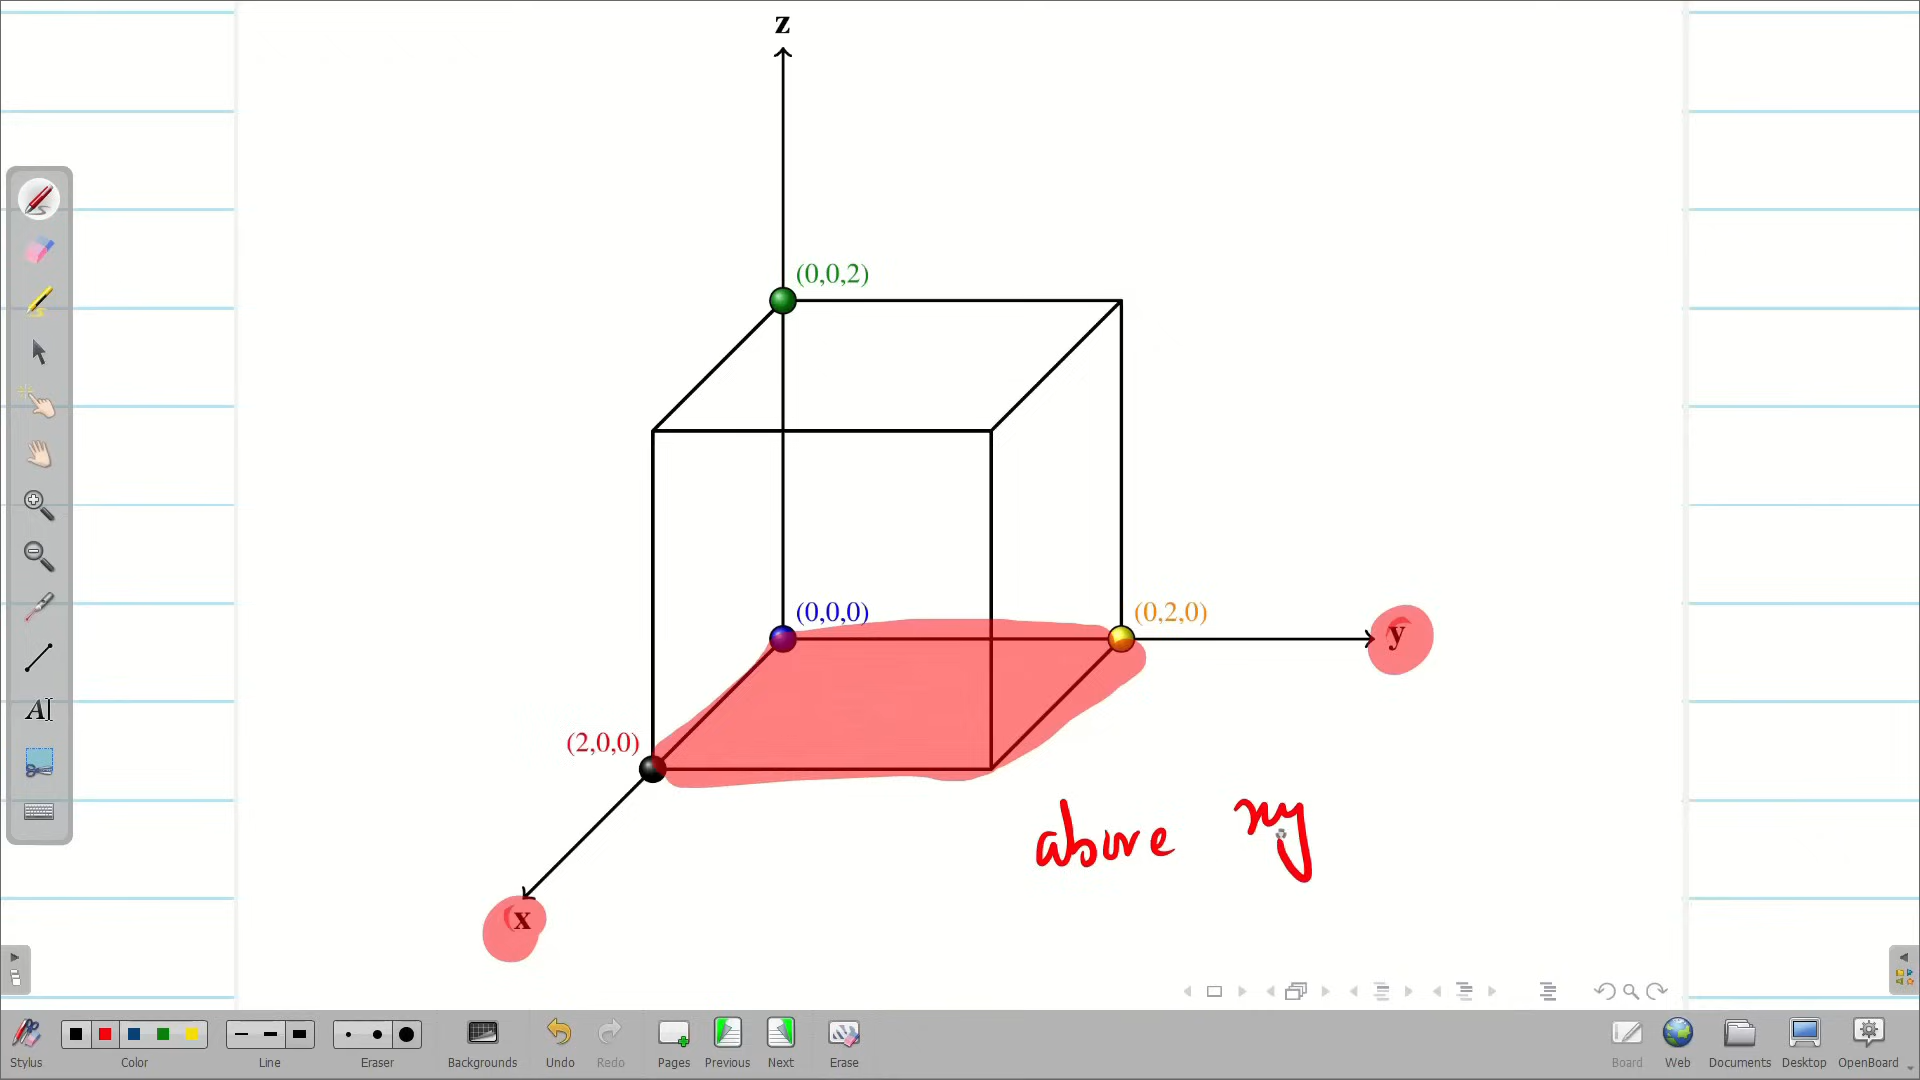 z
(0,0,2)
(0,0,0)
(0,2,0)
y
(2,0,0)
above xy
x
Stylus
Color
Line
Eraser
Backgrounds
Undo
Redo
Pages
Previous
Next
Erase
Board
Web
Documents
Desktop
OpenBoard